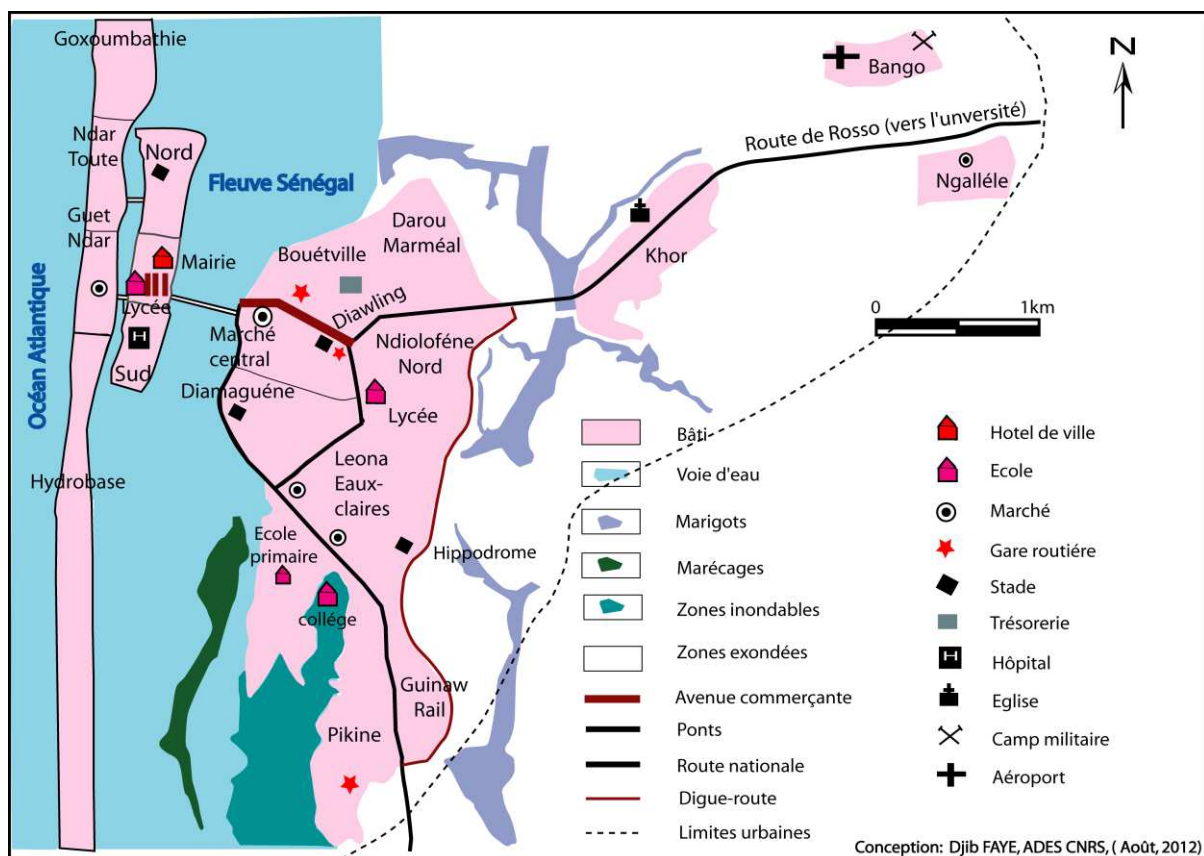 Goxoumbathie
Ndar
Toute
Nord
Fleuve Sénégal
Guet
Ndar
Mairie
Lycée
Sud
Océan Atlantique
Hydrobase
Bouétville
Darou
Marméal
Diawling
Marché
central
Diamaguéne
Ndioloféne
Nord
Lycée
Leona
Eaux-
claires
Ecole
primaire
collége
Hippodrome
Guinaw
Rail
Pikine
Khor
Route de Rosso (vers l'unversité)
Bango
Ngalléle
N
0 1km
Bâti
Voie d'eau
Marigots
Marécages
Zones inondables
Zones exondées
Avenue commerçante
Ponts
Route nationale
Digue-route
Limites urbaines
Hotel de ville
Ecole
Marché
Gare routiére
Stade
Trésorerie
H Hôpital
Eglise
Camp militaire
Aéroport
H
Conception: Djib FAYE, ADES CNRS, ( Août, 2012)